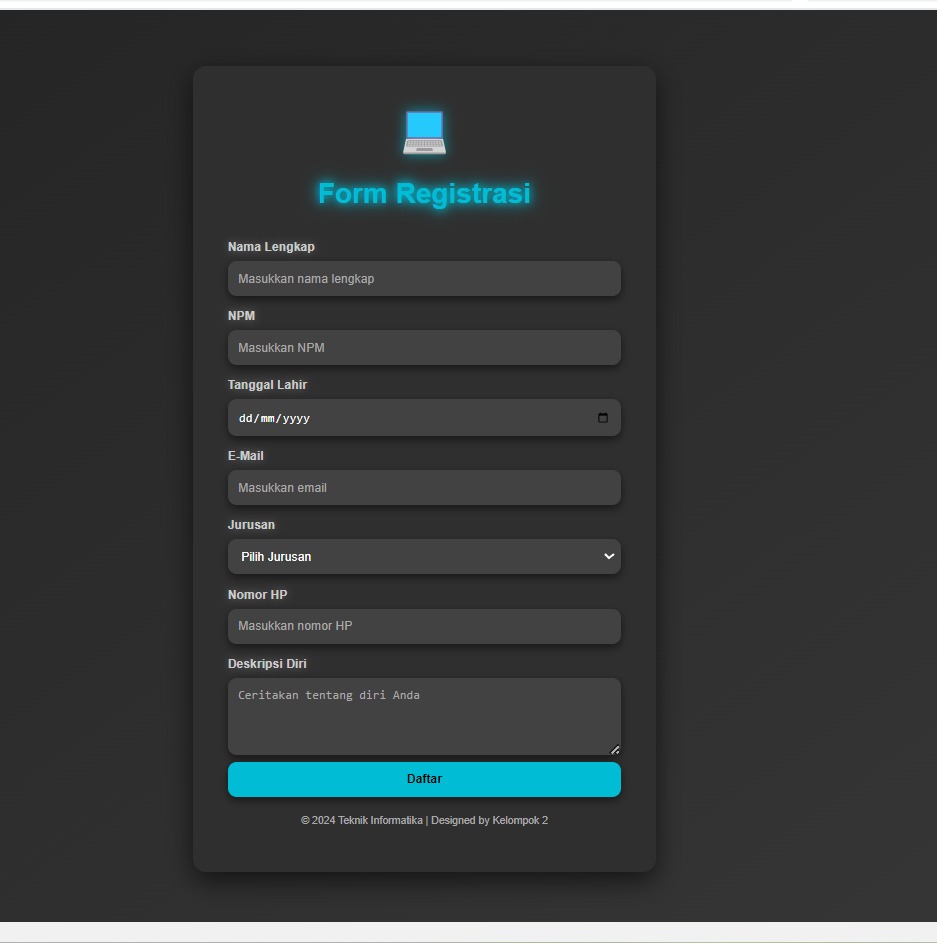 Form Registrasi
Nama Lengkap
Masukkan nama lengkap
NPM
Masukkan NPM
Tanggal Lahir
dd/mm/yyyy
E-Mail
Masukkan email
Jurusan
Pilih Jurusan
Nomor HP
Masukkan nomor HP
Deskripsi Diri
Ceritakan tentang diri Anda
Daftar
© 2024 Teknik Informatika | Designed by Kelompok 2